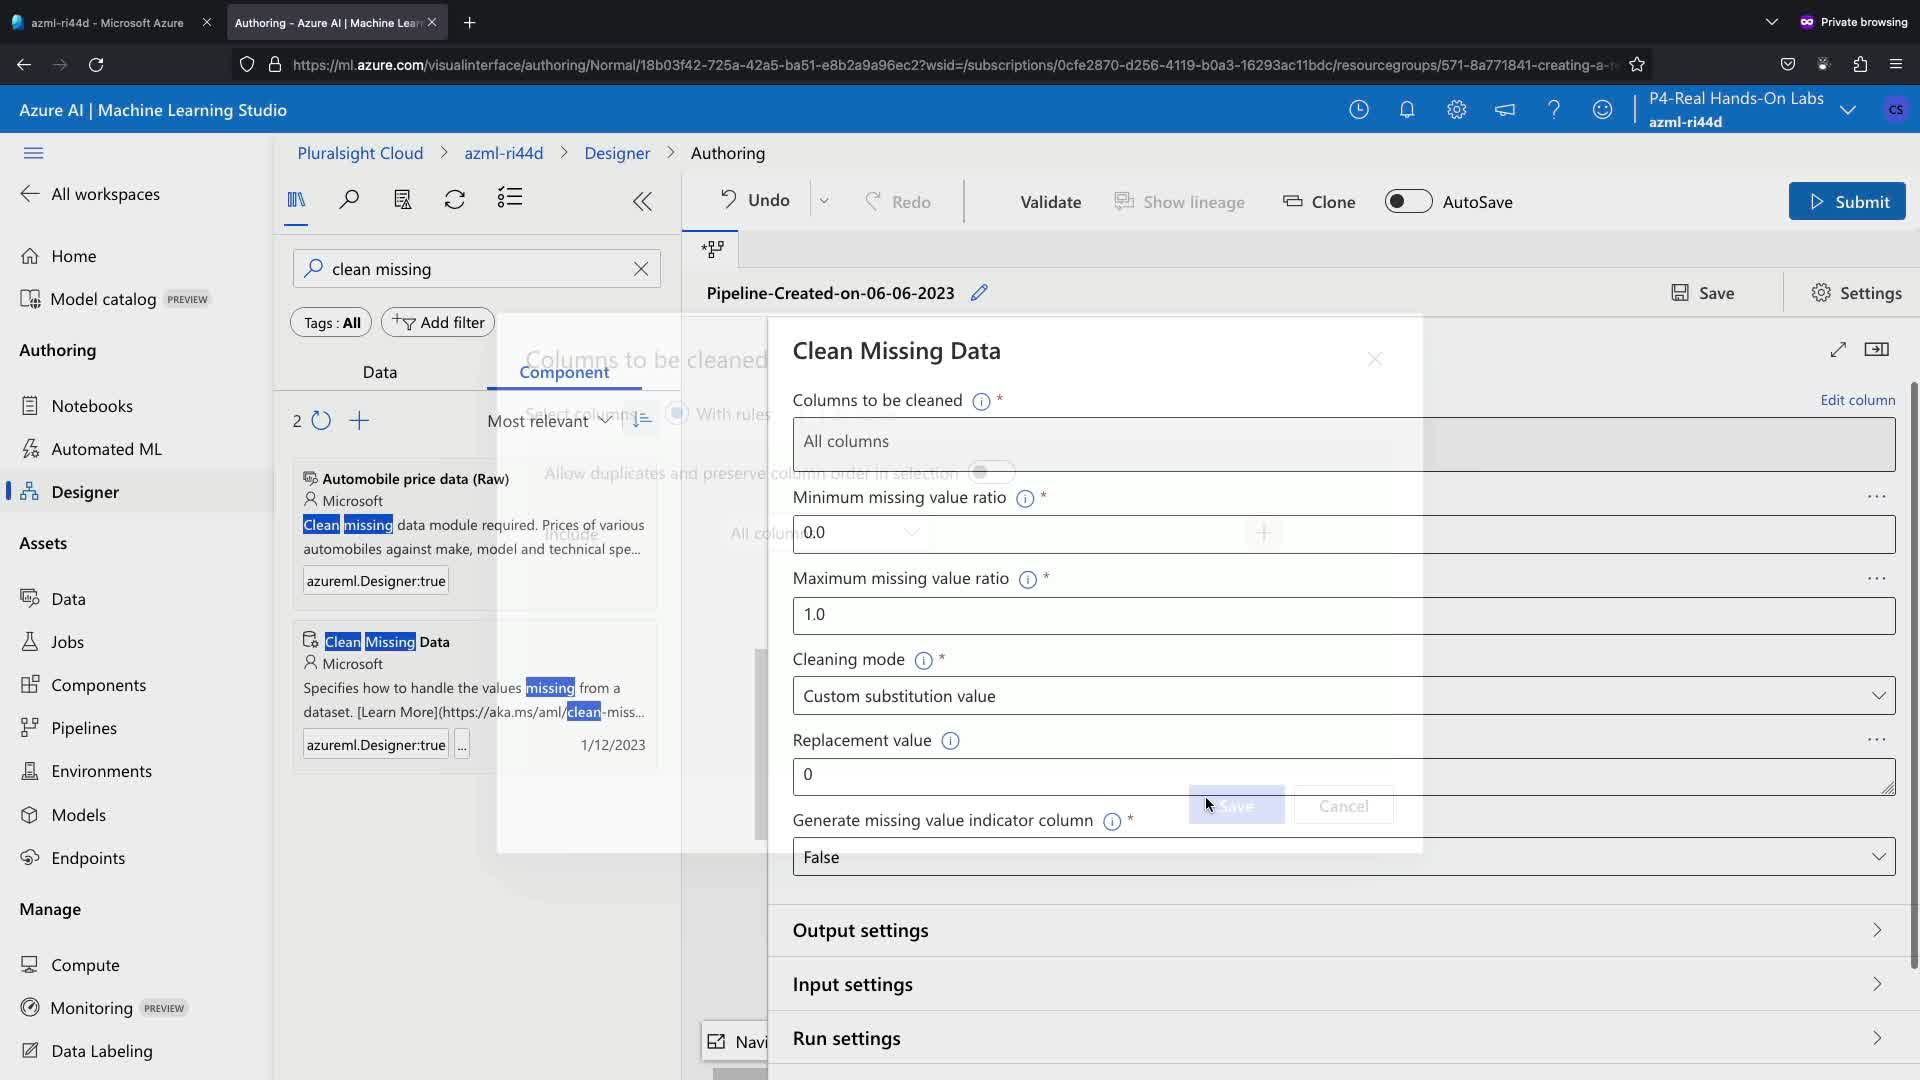 azml-ri44d - Microsoft Azure
Authoring - Azure AI | Machine Lear
Private browsing
https://ml.azure.com/visualinterface/authoring/Normal/18b03f42-725a-42a5-ba51-e8b2a9a96ec2?wsid=/subscriptions/0cfe2870-d256-4119-b0a3-16293ac11bdc/resourcegroups/571-8a771841-creating-a-
Azure AI | Machine Learning Studio
P4-Real Hands-On Labs
azml-ri44d
CS
Pluralsight Cloud > azml-ri44d > Designer > Authoring
All workspaces
Home
Model catalog PREVIEW
Authoring
Notebooks
Automated ML
Designer
Assets
Data
Jobs
Components
Pipelines
Environments
Models
Endpoints
Manage
Compute
Monitoring PREVIEW
Data Labeling
clean missing
Tags : All
Add filter
Data
Component
2
Most relevant
Automobile price data (Raw)
Microsoft
Clean missing data module required. Prices of various
automobiles against make, model and technical spe...
azureml.Designer:true
Clean Missing Data
Microsoft
Specifies how to handle the values missing from a
dataset. [Learn More](https://aka.ms/aml/clean-miss...
azureml.Designer:true
...
1/12/2023
Undo
Redo
Validate
Show lineage
Clone
AutoSave
Submit
Pipeline-Created-on-06-06-2023
Save
Settings
Columns to be cleaned
Select columns
With rules
Allow duplicates and preserve column order in selection
Include
All columns
Save
Cancel
Clean Missing Data
Columns to be cleaned *
Edit column
All columns
Minimum missing value ratio *
0.0
Maximum missing value ratio *
1.0
Cleaning mode *
Custom substitution value
Replacement value
0
Generate missing value indicator column *
False
Output settings
Input settings
Run settings
Navi